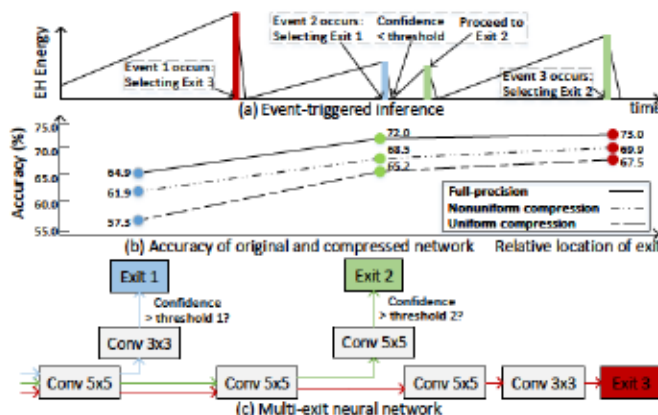 EH Energy
Event 1 occurs:
Selecting Exit 3
Event 2 occurs:
Selecting Exit 1
Confidence
< threshold
Proceed to
Exit 2
Event 3 occurs:
Selecting Exit 2
time
(a) Event-triggered inference
Accuracy (%)
75.0
70.0
65.0
60.0
55.0
64.9
61.9
57.3
72.0
68.3
65.2
73.0
69.9
67.5
Full-precision
Nonuniform compression
Uniform compression
(b) Accuracy of original and compressed network
Relative location of exit
Exit 1
Exit 2
Confidence
> threshold 1?
Confidence
> threshold 2?
Conv 3x3
Conv 5x5
Conv 5x5
Conv 5x5
Conv 5x5
Conv 3x3
Exit 3
(c) Multi-exit neural network